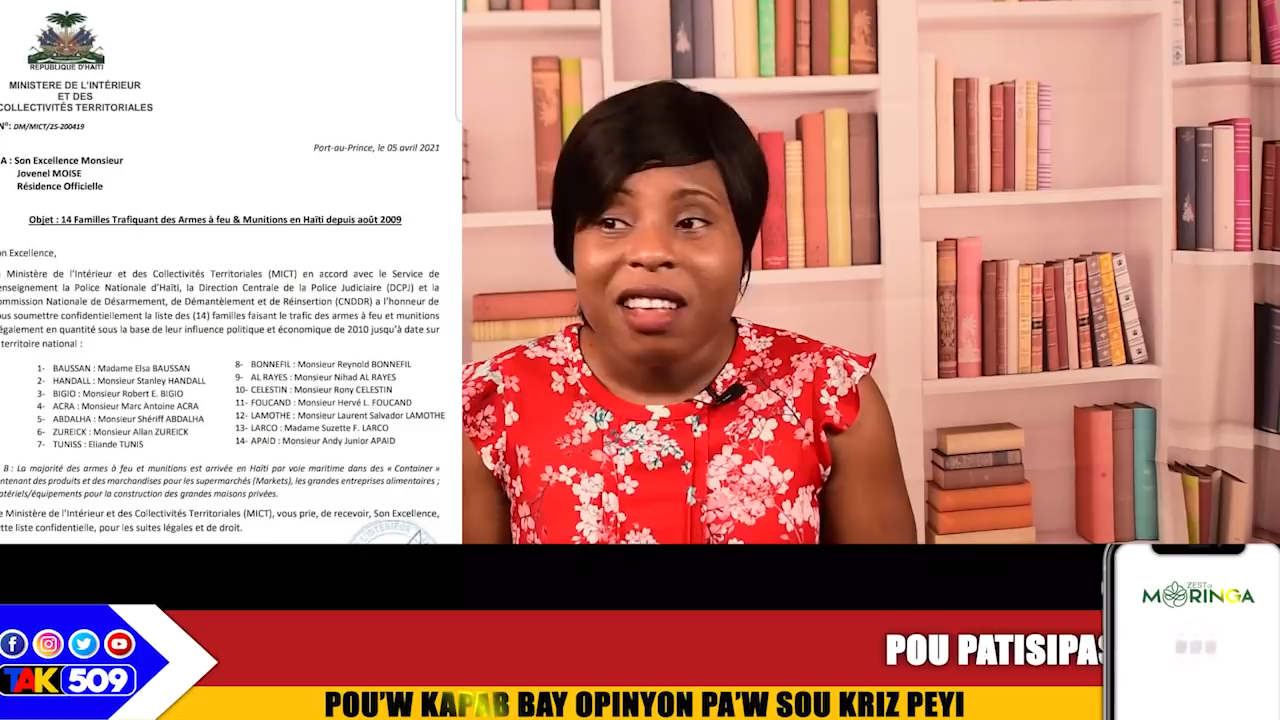 RÉPUBLIQUE D'HAÏTI
MINISTERE DE L'INTÉRIEUR
ET DES
COLLECTIVITÉS TERRITORIALES
N°: DM/MICT/25-200419
Port-au-Prince, le 05 avril 2021
A : Son Excellence Monsieur
Jovenel MOISE
Résidence Officielle
Objet : 14 Familles Trafiquant des Armes à feu & Munitions en Haïti depuis août 2009
on Excellence,
Ministère de l'Intérieur et des Collectivités Territoriales (MICT) en accord avec le Service de
enseignement la Police Nationale d'Haïti, la Direction Centrale de la Police Judiciaire (DCPJ) et la
ommission Nationale de Désarmement, de Démantèlement et de Réinsertion (CNDDR) a l'honneur de
ous soumettre confidentiellement la liste des (14) familles faisant le trafic des armes à feu et munitions
également en quantité sous la base de leur influence politique et économique de 2010 jusqu'à date sur
territoire national :
1- BAUSSAN : Madame Elsa BAUSSAN
2- HANDALL : Monsieur Stanley HANDALL
3- BIGIO : Monsieur Robert E. BIGIO
4- ACRA : Monsieur Marc Antoine ACRA
5- ABDALHA : Monsieur Shériff ABDALHA
6- ZUREICK : Monsieur Allan ZUREICK
7- TUNISS : Eliande TUNIS
8- BONNEFIL : Monsieur Reynold BONNEFIL
9- AL RAYES : Monsieur Nihad AL RAYES
10- CELESTIN : Monsieur Rony CELESTIN
11- FOUCAND : Monsieur Hervé L. FOUCAND
12- LAMOTHE : Monsieur Laurent Salvador LAMOTHE
13- LARCO : Madame Suzette F. LARCO
14- APAID : Monsieur Andy Junior APAID
B : La majorité des armes à feu et munitions est arrivée en Haïti par voie maritime dans des « Container »
ntenant des produits et des marchandises pour les supermarchés (Markets), les grandes entreprises alimentaires ;
atériels/équipements pour la construction des grandes maisons privées.
e Ministère de l'Intérieur et des Collectivités Territoriales (MICT), vous prie, de recevoir, Son Excellence,
ette liste confidentielle, pour les suites légales et de droit.
ZEST
MORINGA
TAK 509
POU PATISIPAS
POU'W KAPAB BAY OPINYON PA'W SOU KRIZ PEYI